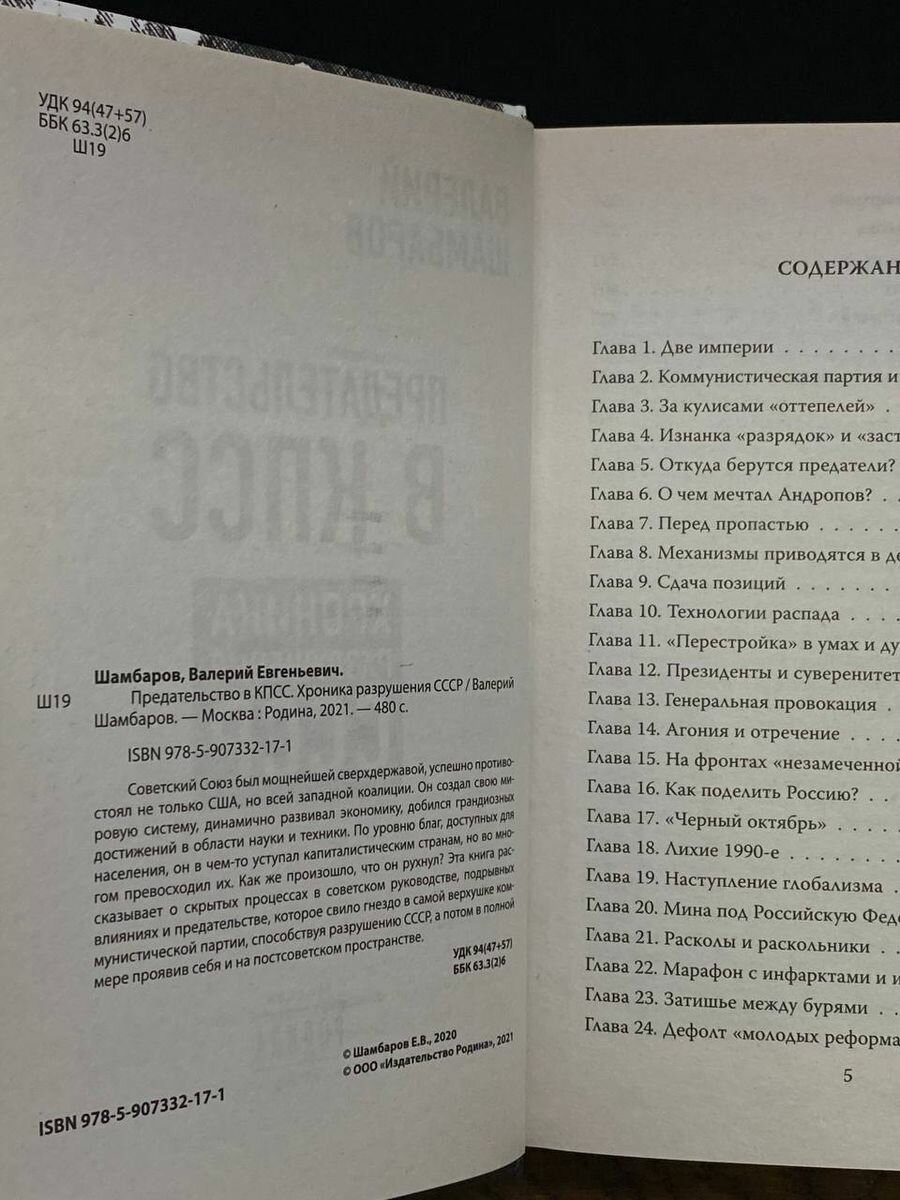 УДК 94(47+57)
ББК 63.3(2)6
Ш19
Шамбаров, Валерий Евгеньевич.
Ш19
Предательство в КПСС. Хроника разрушения СССР / Валерий
Шамбаров. — Москва : Родина, 2021. — 480 с.
ISBN 978-5-907332-17-1
Советский Союз был мощнейшей сверхдержавой, успешно противо-
стоял не только США, но всей западной коалиции. Он создал свою ми-
ровую систему, динамично развивал экономику, добился грандиозных
достижений в области науки и техники. По уровню благ, доступных для
населения, он в чем-то уступал капиталистическим странам, но во мно-
гом превосходил их. Как же произошло, что он рухнул? Эта книга рас-
сказывает о скрытых процессах в советском руководстве, подрывных
влияниях и предательстве, которое свило гнездо в самой верхушке ком-
мунистической партии, способствуя разрушению СССР, а потом в полной
мере проявив себя и на постсоветском пространстве.
УДК 94(47+57)
ББК 63.3(2)6
© Шамбаров Е.В., 2020
© ООО «Издательство Родина», 2021
ISBN 978-5-907332-17-1
СОДЕРЖАН
Глава 1. Две империи . . . . . . . .
Глава 2. Коммунистическая партия и
Глава 3. За кулисами «оттепелей» .
Глава 4. Изнанка «разрядок» и «заст
Глава 5. Откуда берутся предатели?
Глава 6. О чем мечтал Андропов? . .
Глава 7. Перед пропастью . . . . . .
Глава 8. Механизмы приводятся в де
Глава 9. Сдача позиций . . . . . . .
Глава 10. Технологии распада . . . .
Глава 11. «Перестройка» в умах и ду
Глава 12. Президенты и суверенитет
Глава 13. Генеральная провокация .
Глава 14. Агония и отречение . . . .
Глава 15. На фронтах «незамеченной
Глава 16. Как поделить Россию? . .
Глава 17. «Черный октябрь» . . . . .
Глава 18. Лихие 1990-е . . . . . . . .
Глава 19. Наступление глобализма .
Глава 20. Мина под Российскую Феде
Глава 21. Расколы и раскольники . .
Глава 22. Марафон с инфарктами и и
Глава 23. Затишье между бурями . .
Глава 24. Дефолт «молодых реформа
5